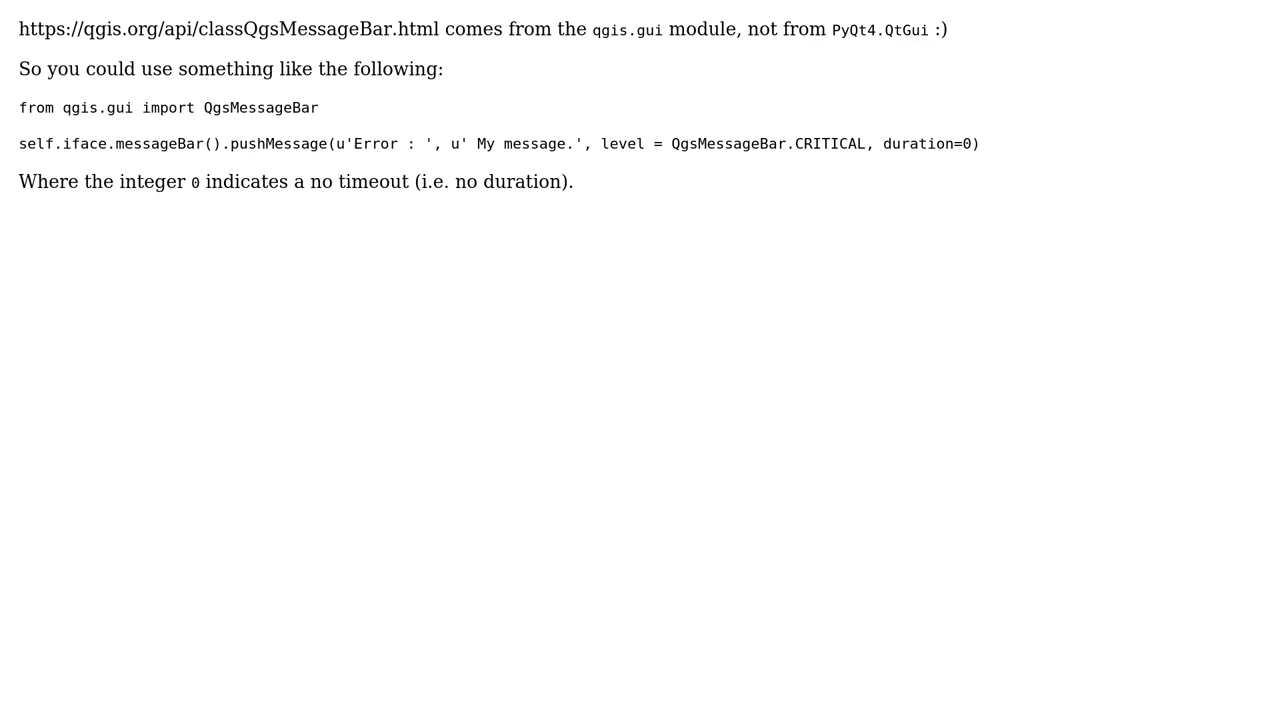 https://qgis.org/api/classQgsMessageBar.html comes from the qgis.gui module, not from PyQt4.QtGui :)
So you could use something like the following:
from qgis.gui import QgsMessageBar
self.iface.messageBar().pushMessage(u'Error : ', u' My message.', level = QgsMessageBar.CRITICAL, duration=0)
Where the integer 0 indicates a no timeout (i.e. no duration).